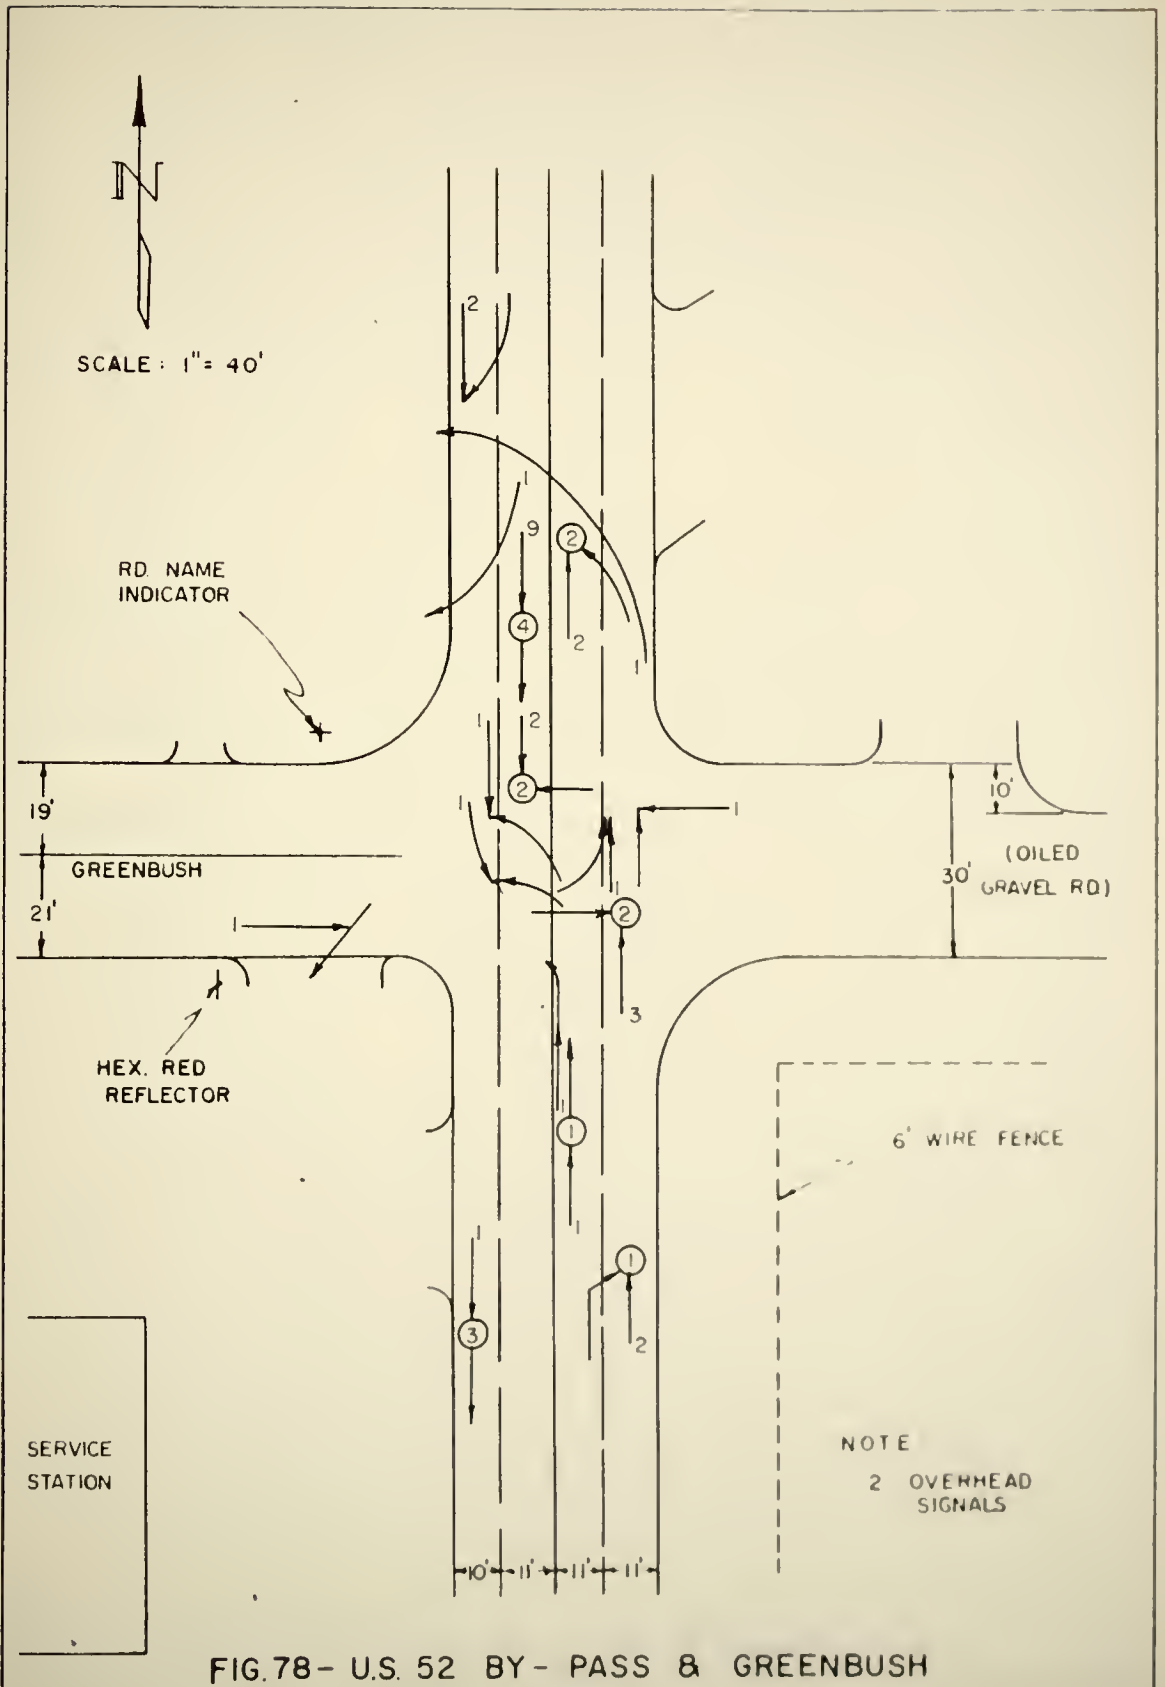 N
SCALE : 1" = 40'
2
1
9
2
RD. NAME
INDICATOR
4
2
1
1
2
2
1
1
10'
19'
GREENBUSH
(OILED
GRAVEL RD.)
30'
1
2
21'
1
3
HEX. RED
REFLECTOR
1
1
6' WIRE FENCE
1
1
1
3
2
SERVICE
STATION
NOTE
2 OVERHEAD
SIGNALS
10' 11' 11' 11'
FIG. 78 - U.S. 52 BY - PASS & GREENBUSH